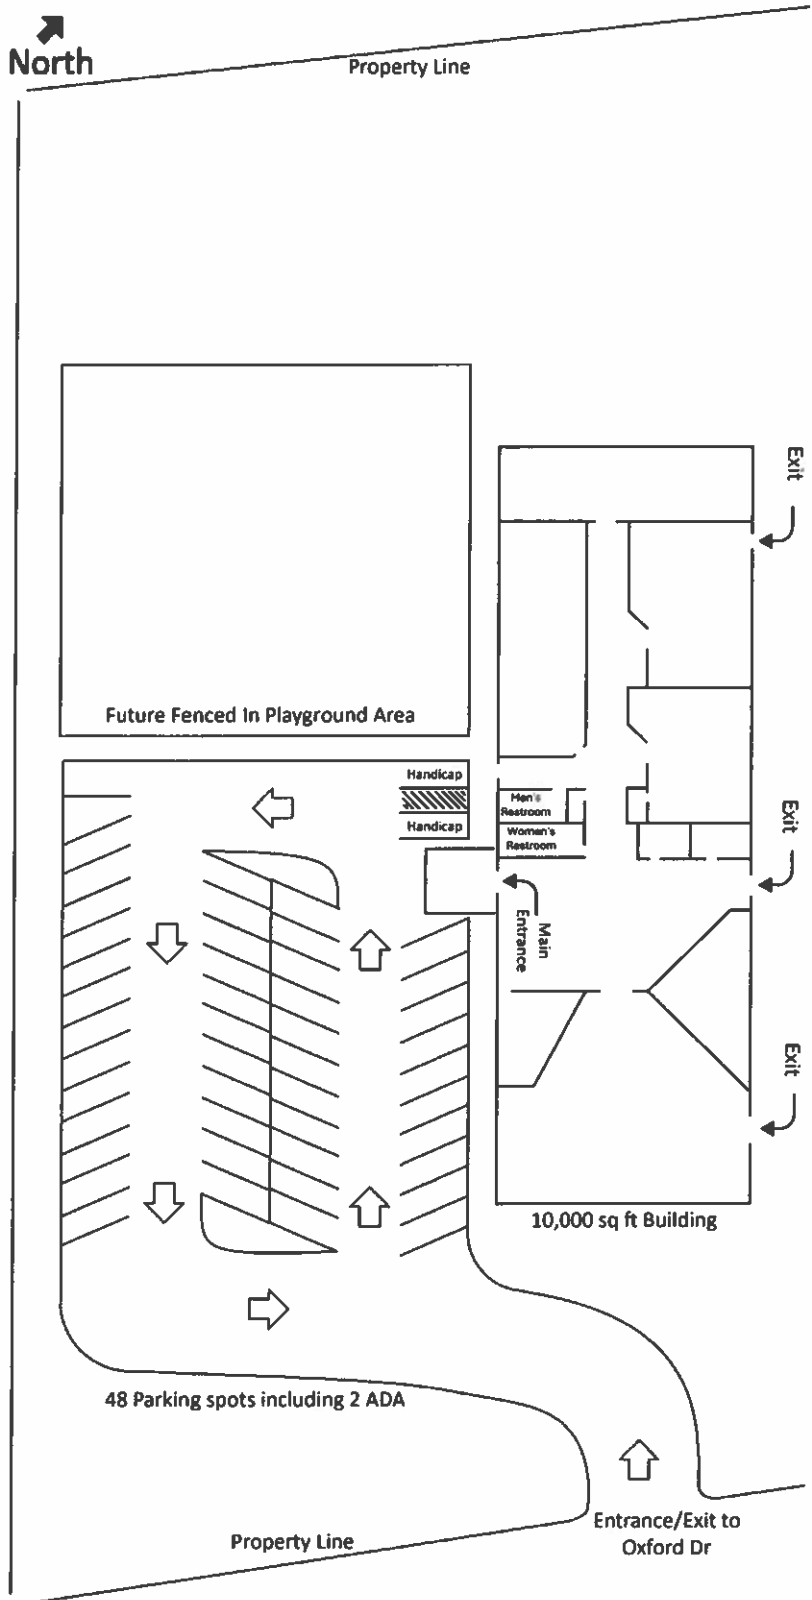 North
Property Line
Exit
Future Fenced In Playground Area
Handicap
Handicap
Men's
Restroom
Women's
Restroom
Exit
Main
Entrance
Exit
10,000 sq ft Building
48 Parking spots including 2 ADA
Property Line
Entrance/Exit to
Oxford Dr